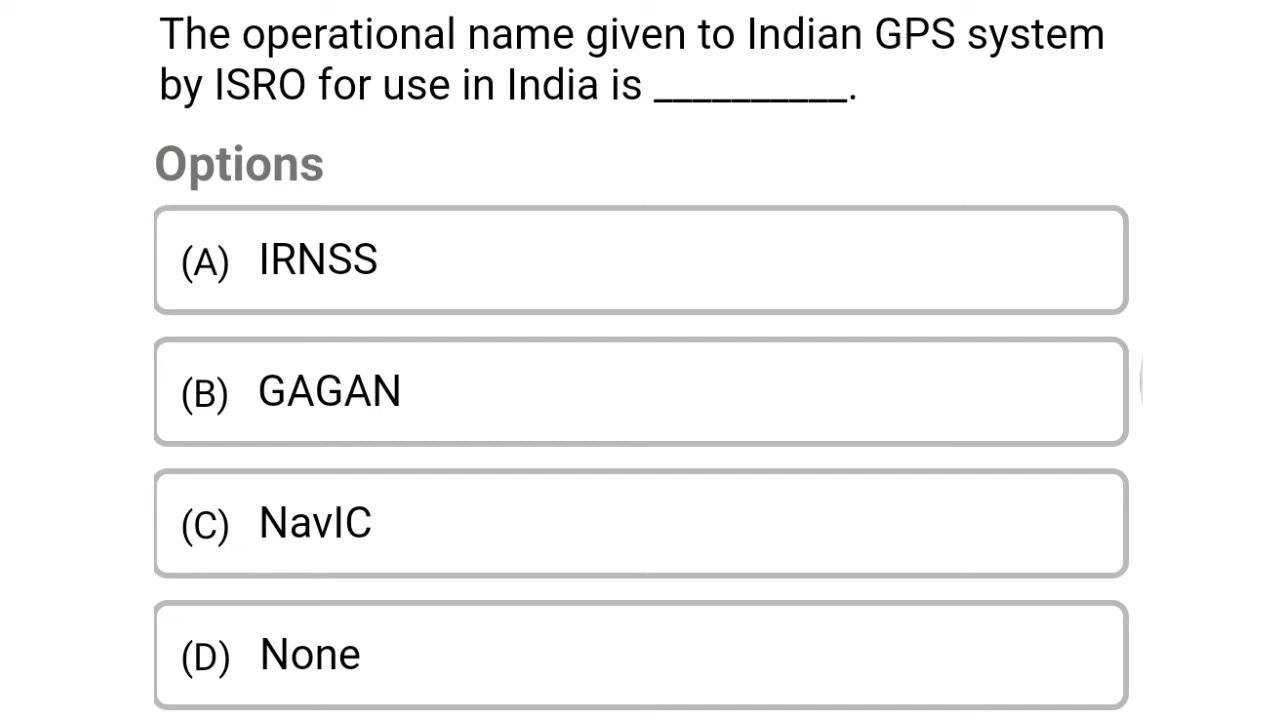 The operational name given to Indian GPS system
by ISRO for use in India is __________.
Options
(A) IRNSS
(B) GAGAN
(C) NavIC
(D) None